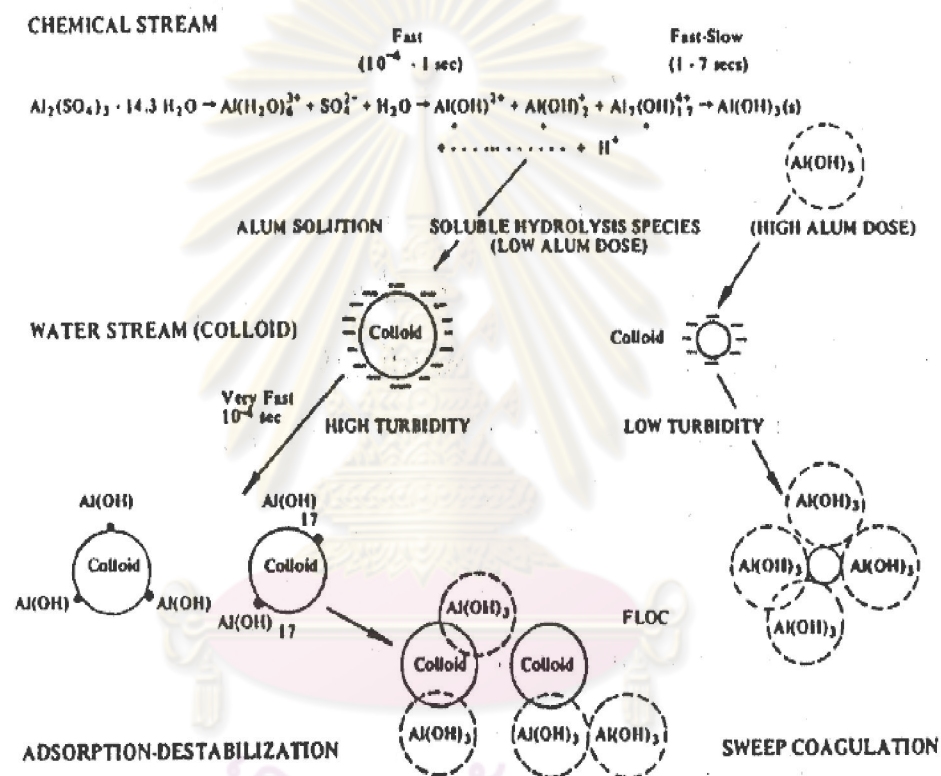 CHEMICAL STREAM
Fast
(10⁻⁴ - 1 sec)
Fast-Slow
(1 - 7 secs)
Al₂(SO₄)₃ · 14.3 H₂O → Al(H₂O)₆³⁺ + SO₄²⁻ + H₂O → Al(OH)²⁺ + Al(OH)₂⁺ + Al₇(OH)₁₇⁴⁺ → Al(OH)₃(s)
+ H⁺
Al(OH)₃
ALUM SOLUTION
SOLUBLE HYDROLYSIS SPECIES
(LOW ALUM DOSE)
(HIGH ALUM DOSE)
WATER STREAM (COLLOID)
Colloid
Colloid
Very Fast
10⁻⁴ sec
HIGH TURBIDITY
LOW TURBIDITY
Al(OH)
Colloid
Al(OH)
Al(OH)
Al(OH)
17
Colloid
Al(OH)
17
Al(OH)₃
Colloid
Al(OH)₃
FLOC
Colloid
Al(OH)₃
Al(OH)₃
Al(OH)₃
Al(OH)₃
Al(OH)₃
Al(OH)₃
ADSORPTION-DESTABILIZATION
SWEEP COAGULATION